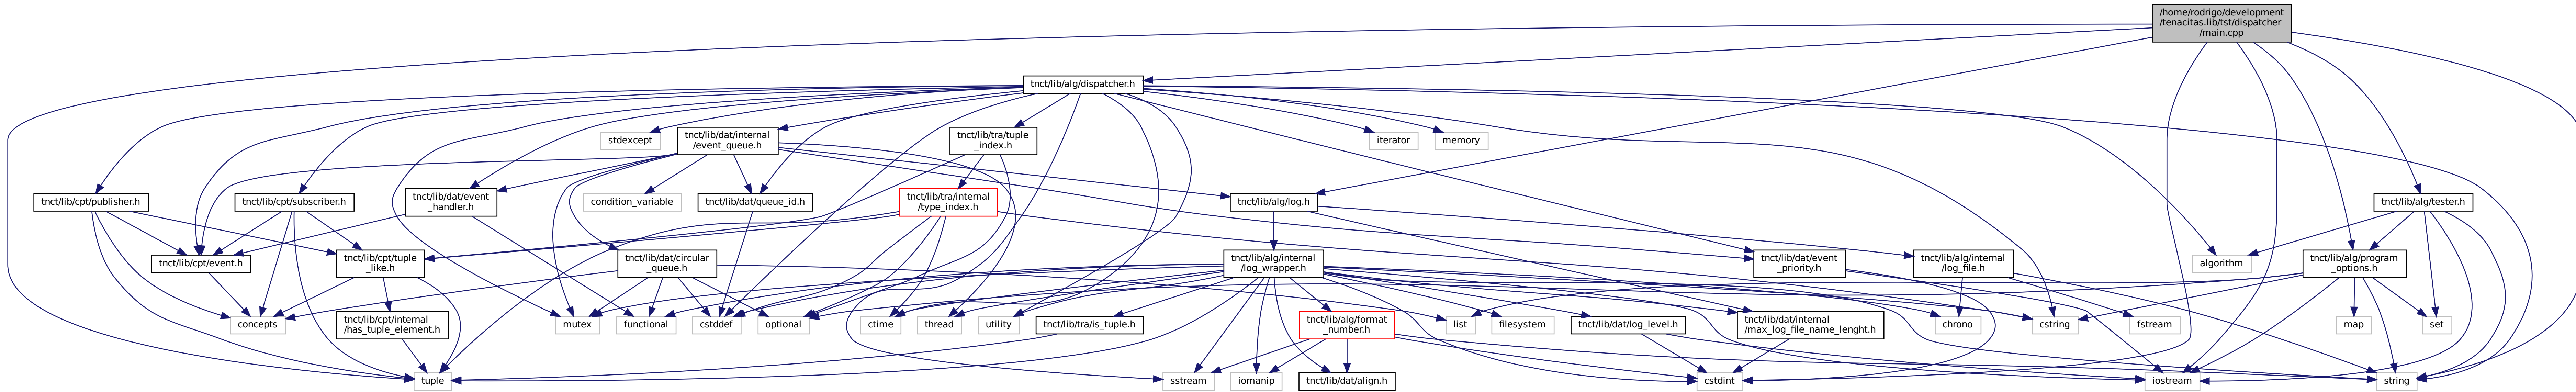 /home/rodrigo/development
/tenacitas.lib/tst/dispatcher
/main.cpp
tnct/lib/alg/dispatcher.h
stdexcept
tnct/lib/dat/internal
/event_queue.h
tnct/lib/tra/tuple
_index.h
iterator
memory
tnct/lib/cpt/publisher.h
tnct/lib/cpt/subscriber.h
tnct/lib/dat/event
_handler.h
condition_variable
tnct/lib/dat/queue_id.h
tnct/lib/tra/internal
/type_index.h
tnct/lib/alg/log.h
tnct/lib/alg/tester.h
tnct/lib/cpt/event.h
tnct/lib/cpt/tuple
_like.h
tnct/lib/dat/circular
_queue.h
tnct/lib/alg/internal
/log_wrapper.h
tnct/lib/dat/event
_priority.h
tnct/lib/alg/internal
/log_file.h
algorithm
tnct/lib/alg/program
_options.h
concepts
tnct/lib/cpt/internal
/has_tuple_element.h
mutex
functional
cstddef
optional
ctime
thread
utility
tnct/lib/tra/is_tuple.h
tnct/lib/alg/format
_number.h
list
filesystem
tnct/lib/dat/log_level.h
tnct/lib/dat/internal
/max_log_file_name_lenght.h
chrono
cstring
fstream
map
set
tuple
sstream
iomanip
tnct/lib/dat/align.h
cstdint
iostream
string